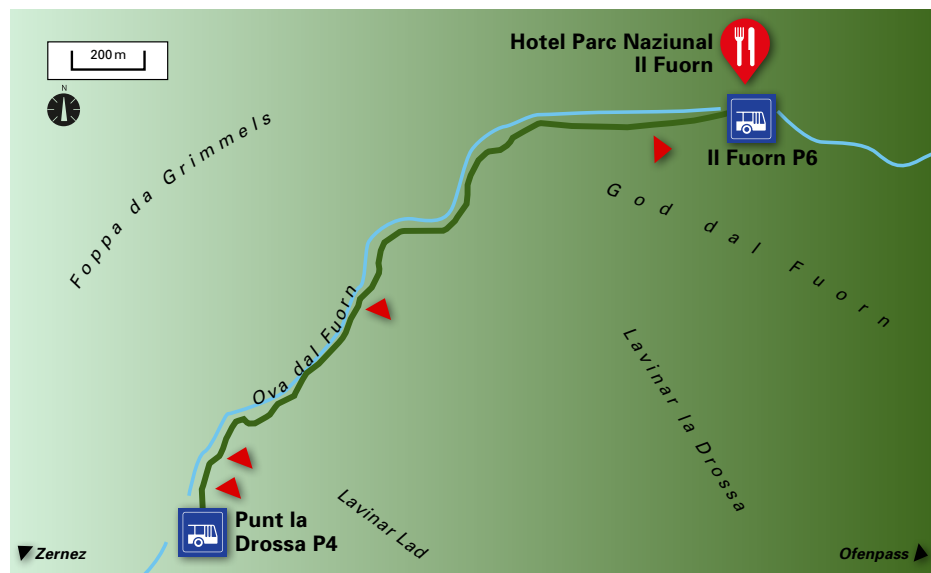 200 m
N
Hotel Parc Naziunal
Il Fuorn
Il Fuorn P6
Foppa da Grimmels
God dal Fuorn
Ova dal Fuorn
Lavinar la Drossa
Lavinar Lad
Punt la
Drossa P4
Zernez
Ofenpass